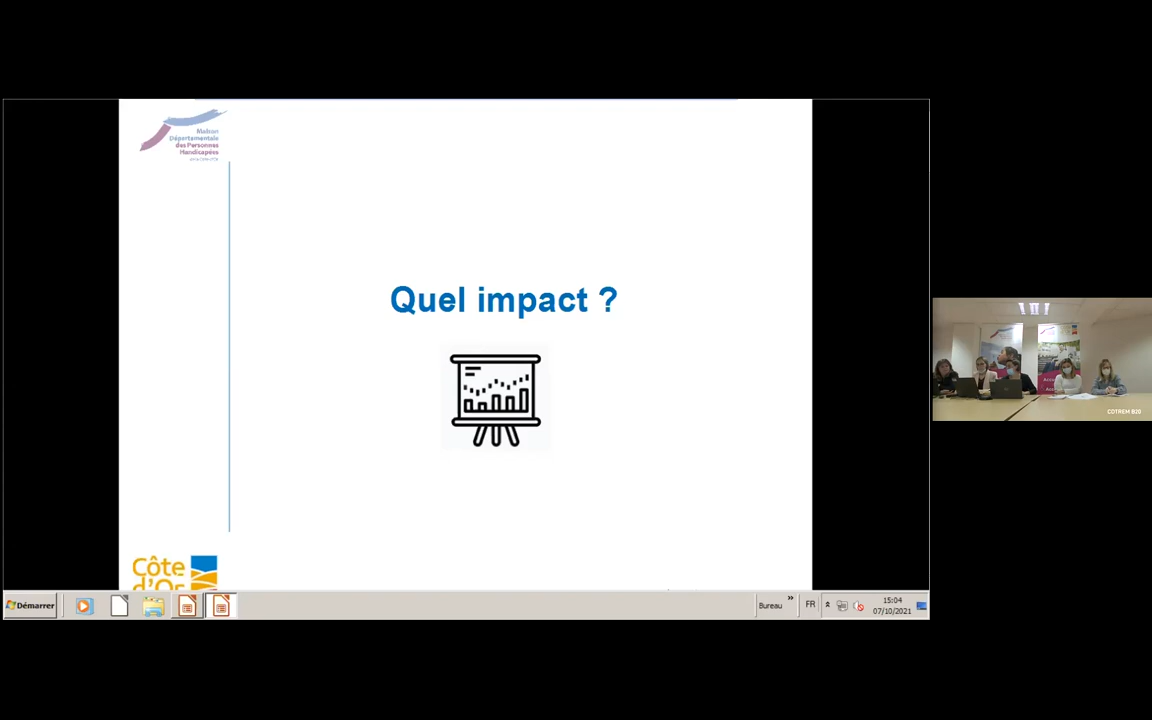 Maison
Départementale
des Personnes
Handicapées
Quel impact ?
Côte
d'Or
COTREM B20
Démarrer
Bureau
»
FR
15:04
07/10/2021